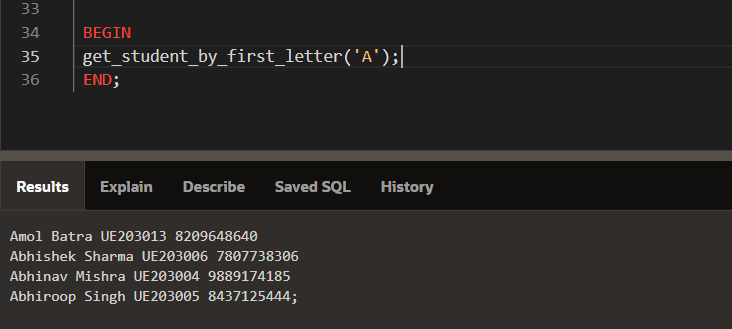 33
34 BEGIN
35 get_student_by_first_letter('A');
36 END;
Results Explain Describe Saved SQL History
Amol Batra UE203013 8209648640
Abhishek Sharma UE203006 7807738306
Abhinav Mishra UE203004 9889174185
Abhiroop Singh UE203005 8437125444;